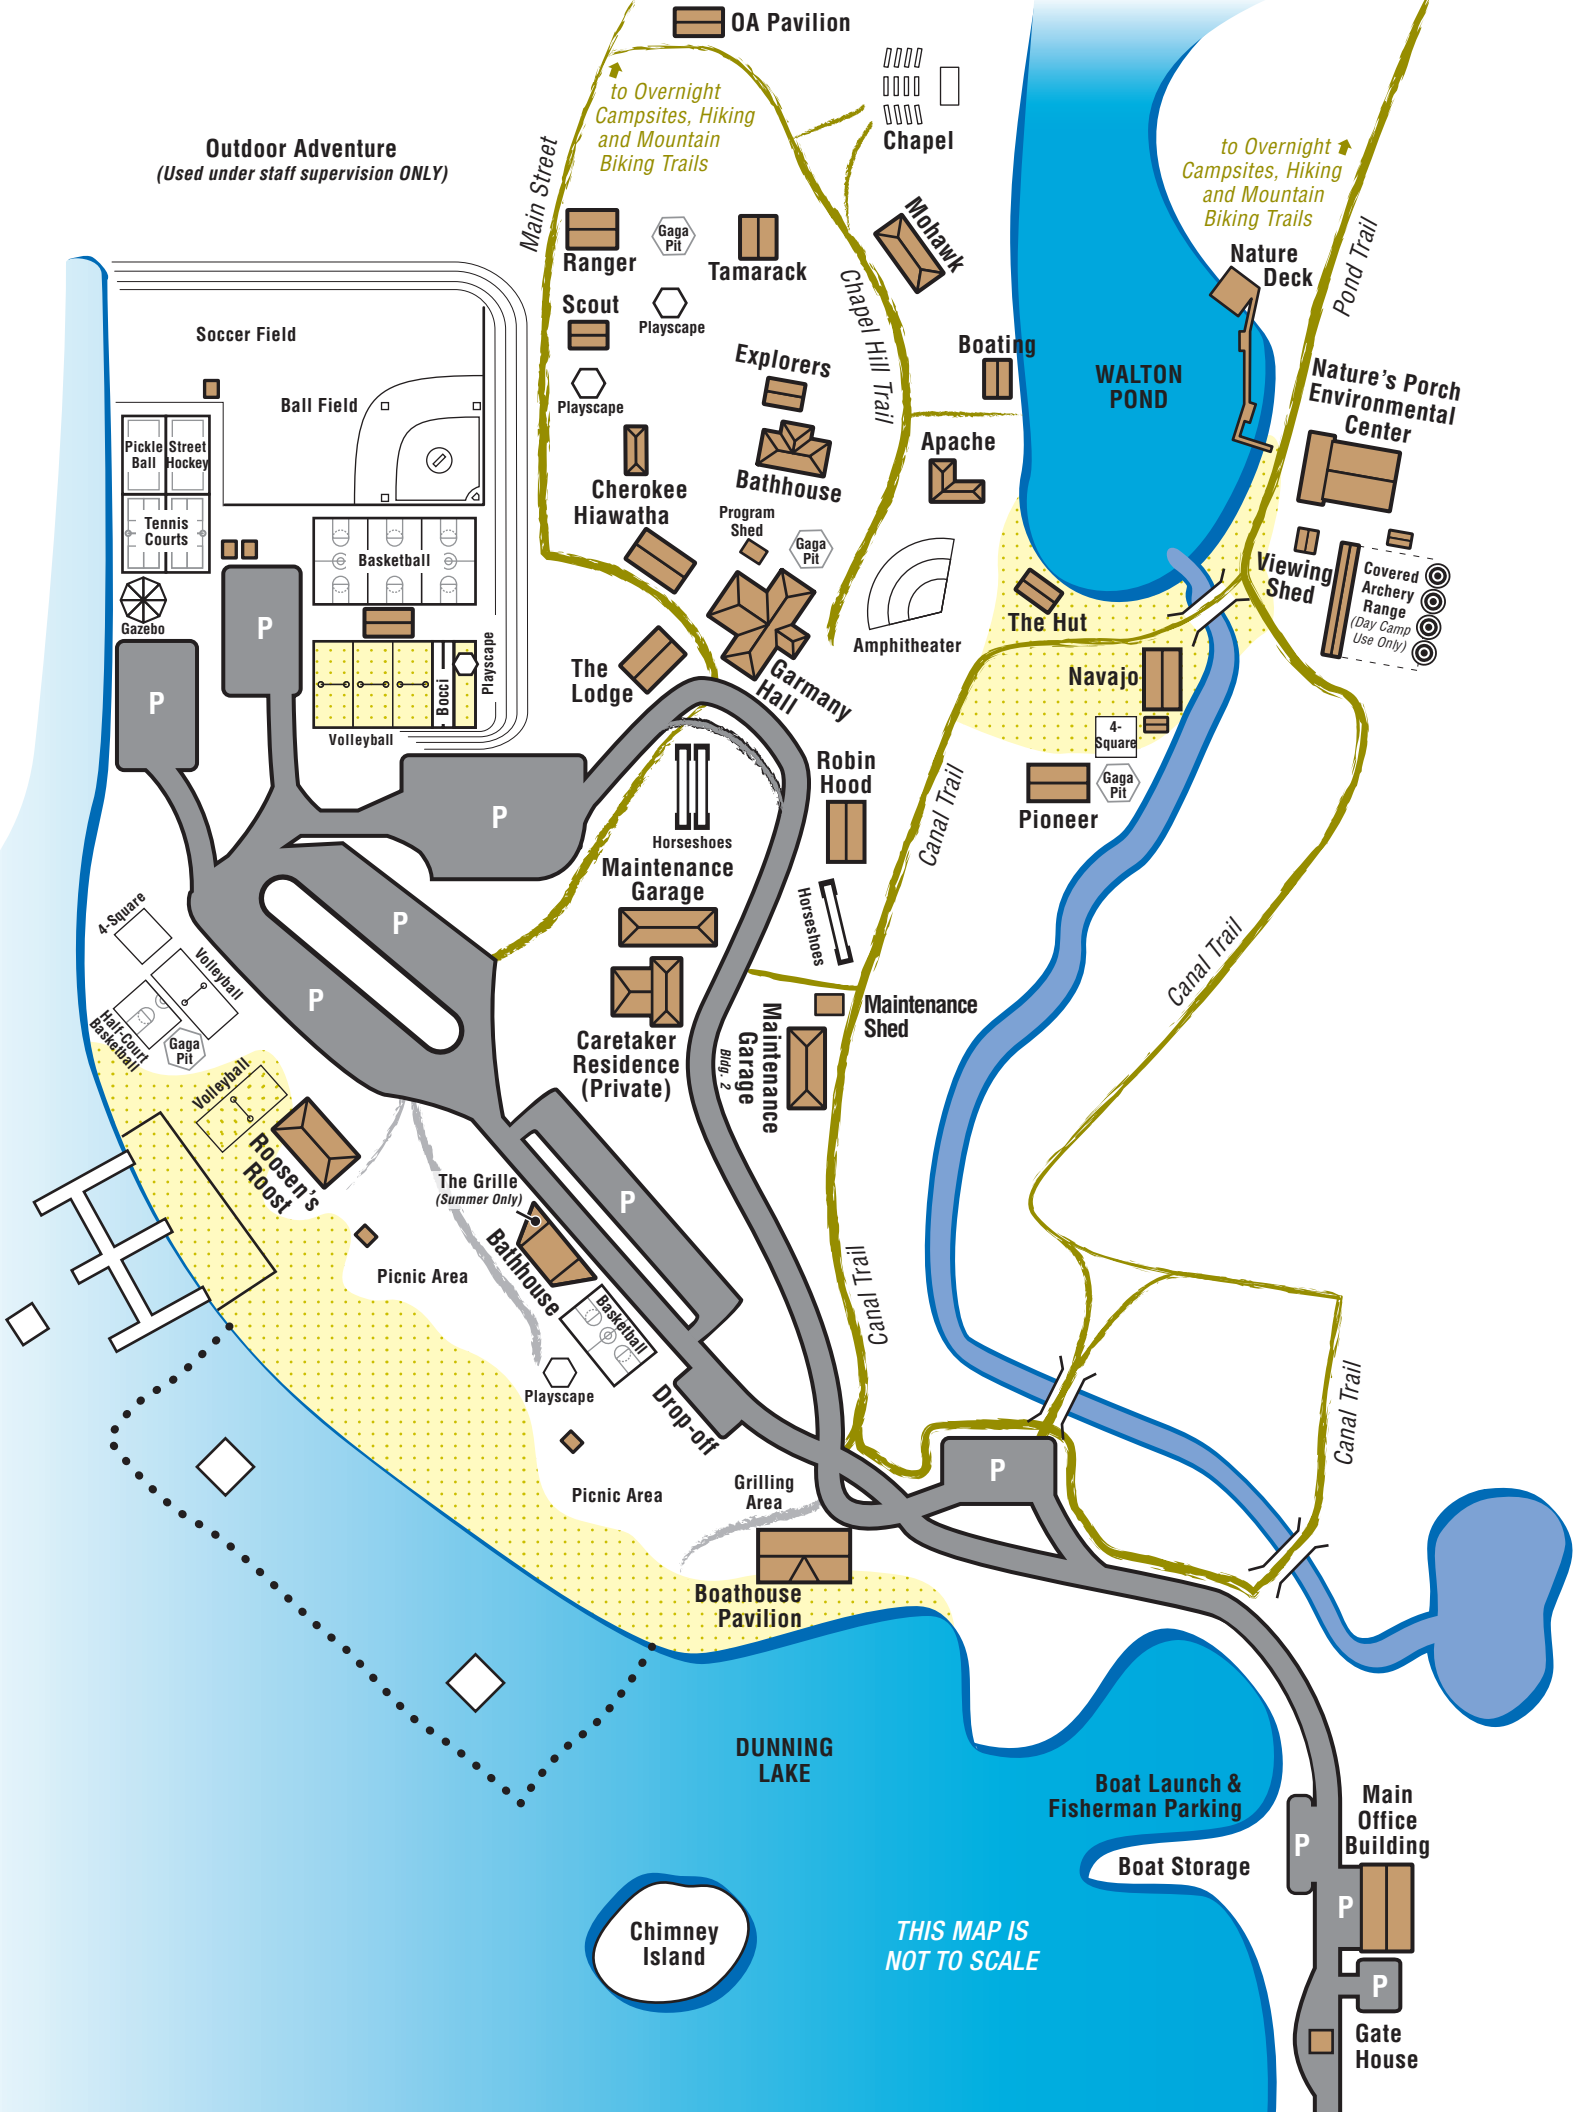 OA Pavilion
to Overnight
Campsites, Hiking
and Mountain
Biking Trails
Chapel
Outdoor Adventure
(Used under staff supervision ONLY)
Main Street
to Overnight
Campsites, Hiking
and Mountain
Biking Trails
Pond Trail
Nature
Deck
Mohawk
Ranger
Gaga
Pit
Tamarack
Scout
Playscape
Chapel Hill Trail
Soccer Field
Explorers
Boating
WALTON
POND
Nature's Porch
Environmental
Center
Playscape
Ball Field
Pickle
Ball
Street
Hockey
Apache
Cherokee
Bathhouse
Hiawatha
Program
Shed
Gaga
Pit
Tennis
Courts
Basketball
Viewing
Shed
Covered
Archery
Range
(Day Camp
Use Only)
Gazebo
P
P
Amphitheater
The Hut
The
Lodge
Garmany
Hall
Navajo
Bocci
Playscape
Volleyball
4-
Square
Robin
Hood
Gaga
Pit
Pioneer
P
Horseshoes
Canal Trail
Maintenance
Garage
Horseshoes
4-Square
P
Volleyball
P
Canal Trail
Half-Court
Basketball
Gaga
Pit
Maintenance
Shed
Caretaker
Residence
(Private)
Maintenance
Garage
Bldg. 2
Volleyball
Roosen's
Roost
The Grille
(Summer Only)
P
Bathhouse
Picnic Area
Basketball
Canal Trail
Playscape
Drop-off
Canal Trail
P
Picnic Area
Grilling
Area
Boathouse
Pavilion
DUNNING
LAKE
Boat Launch &
Fisherman Parking
Main
Office
Building
P
Boat Storage
P
Chimney
Island
THIS MAP IS
NOT TO SCALE
P
Gate
House